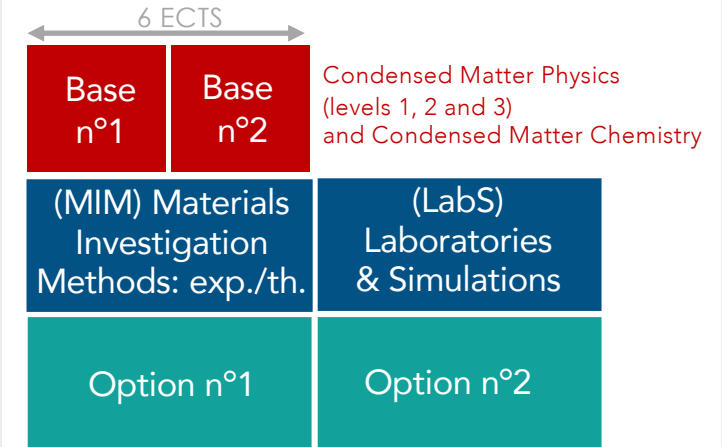 6 ECTS
Base
n°1
Base
n°2
Condensed Matter Physics
(levels 1, 2 and 3)
and Condensed Matter Chemistry
(MIM) Materials
Investigation
Methods: exp./th.
(LabS)
Laboratories
& Simulations
Option n°1
Option n°2